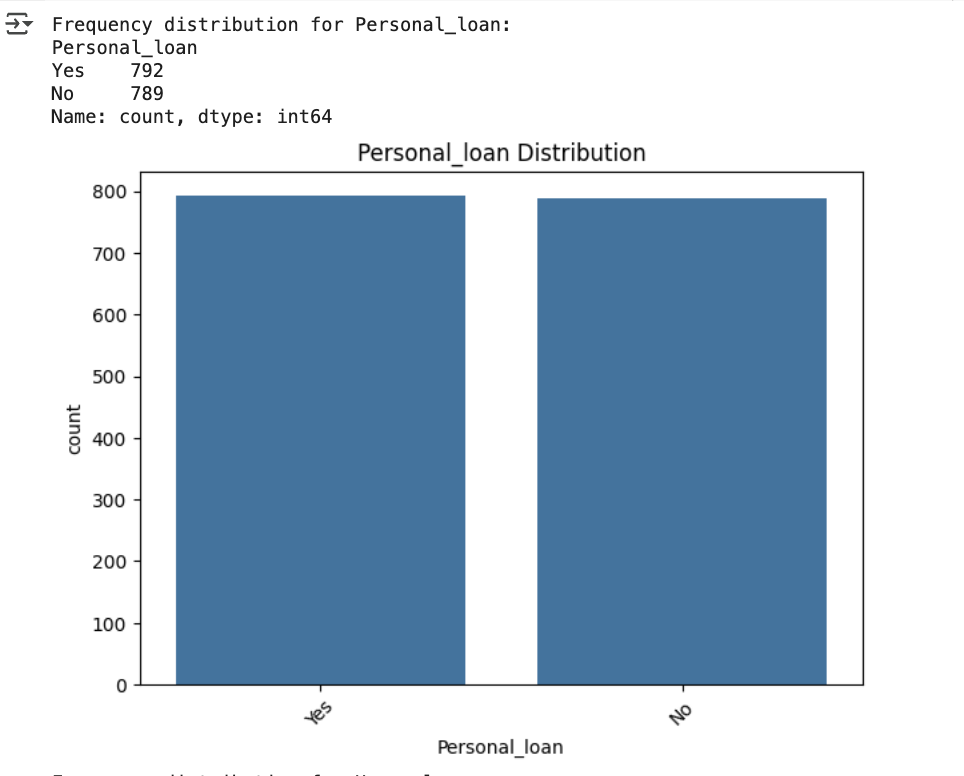 Frequency distribution for Personal_loan:
Personal_loan
Yes    792
No     789
Name: count, dtype: int64
Personal_loan Distribution
800
700
600
500
400
300
200
100
0
count
Yes
No
Personal_loan